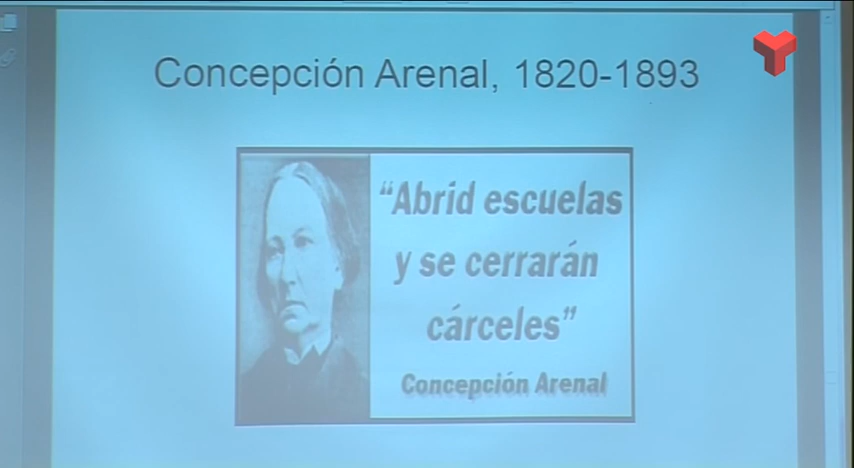 Concepción Arenal, 1820-1893
“Abrid escuelas
y se cerrarán
cárceles”
Concepción Arenal